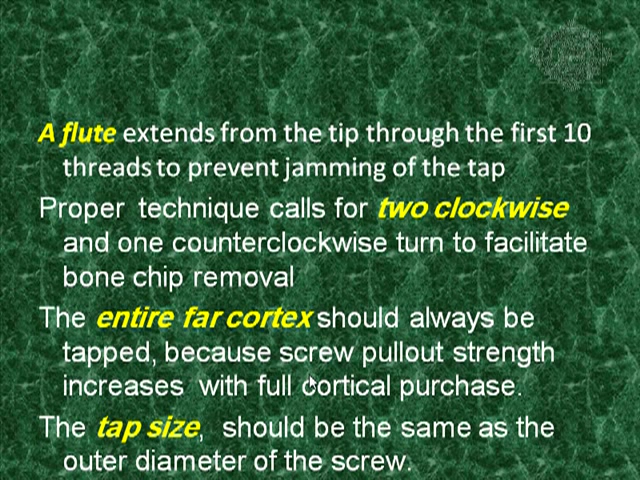 A flute extends from the tip through the first 10
threads to prevent jamming of the tap
Proper technique calls for two clockwise
and one counterclockwise turn to facilitate
bone chip removal
The entire far cortex should always be
tapped, because screw pullout strength
increases with full cortical purchase.
The tap size, should be the same as the
outer diameter of the screw.